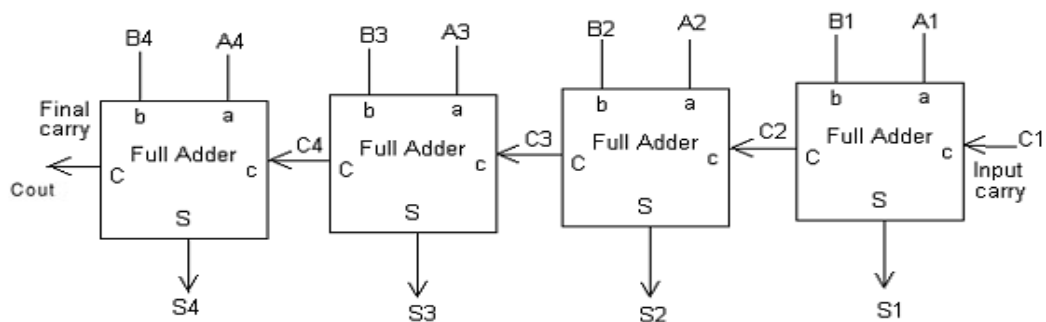 B4 A4 B3 A3 B2 A2 B1 A1
b a b a b a b a
Final
carry
Full Adder C4 Full Adder C3 Full Adder C2 Full Adder C1
C c C c C c C c
Input
carry
Cout
S S S S
S4 S3 S2 S1